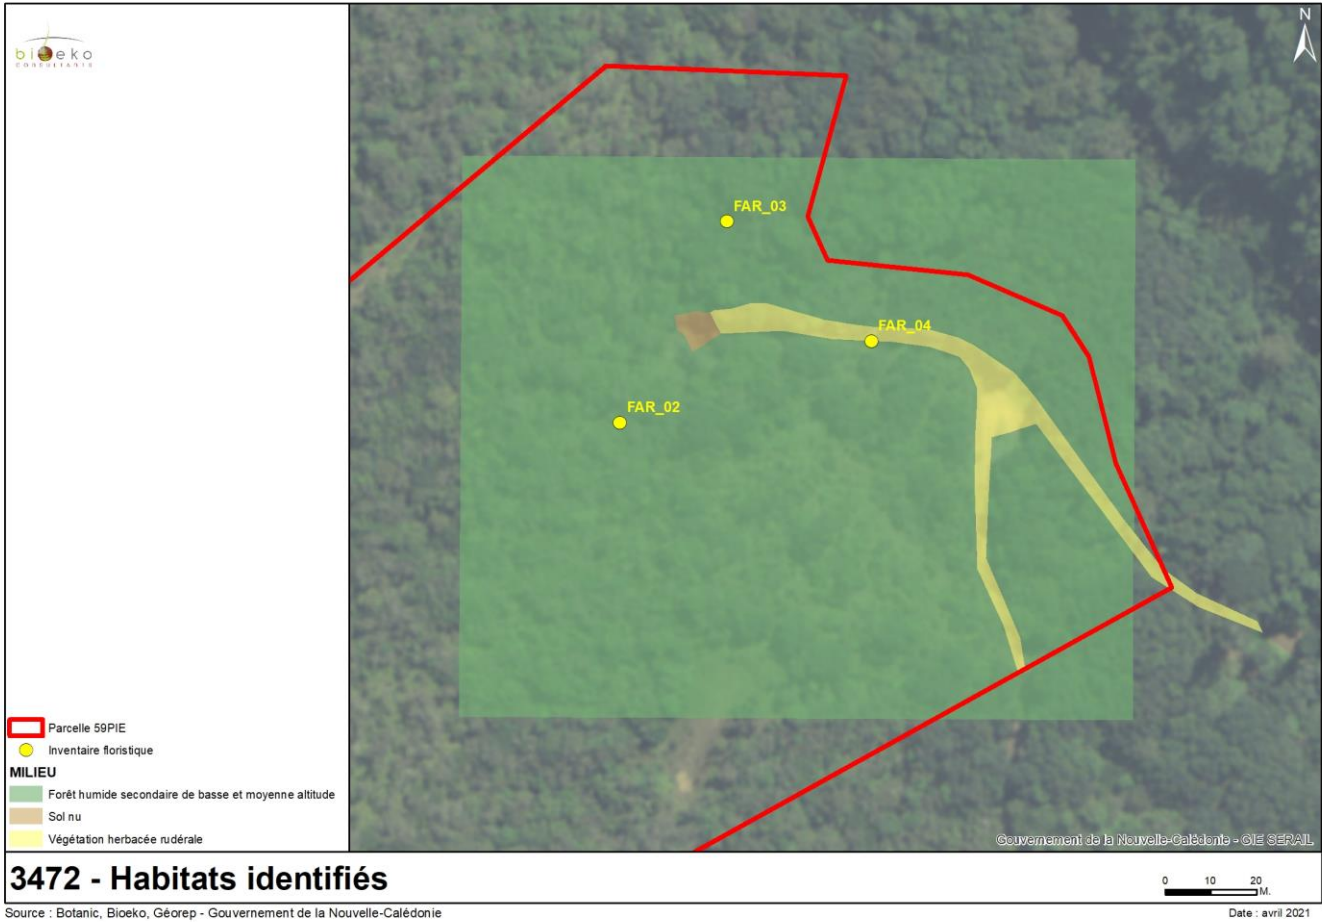 bioeko
CONSULTANTS
N
FAR_03
FAR_04
FAR_02
Parcelle 59PIE
Inventaire floristique
MILIEU
Forêt humide secondaire de basse et moyenne altitude
Sol nu
Végétation herbacée rudérale
Gouvernement de la Nouvelle-Calédonie - GIE SERAIL
3472 - Habitats identifiés
0 10 20
M.
Source : Botanic, Bioeko, Géorep - Gouvernement de la Nouvelle-Calédonie
Date : avril 2021